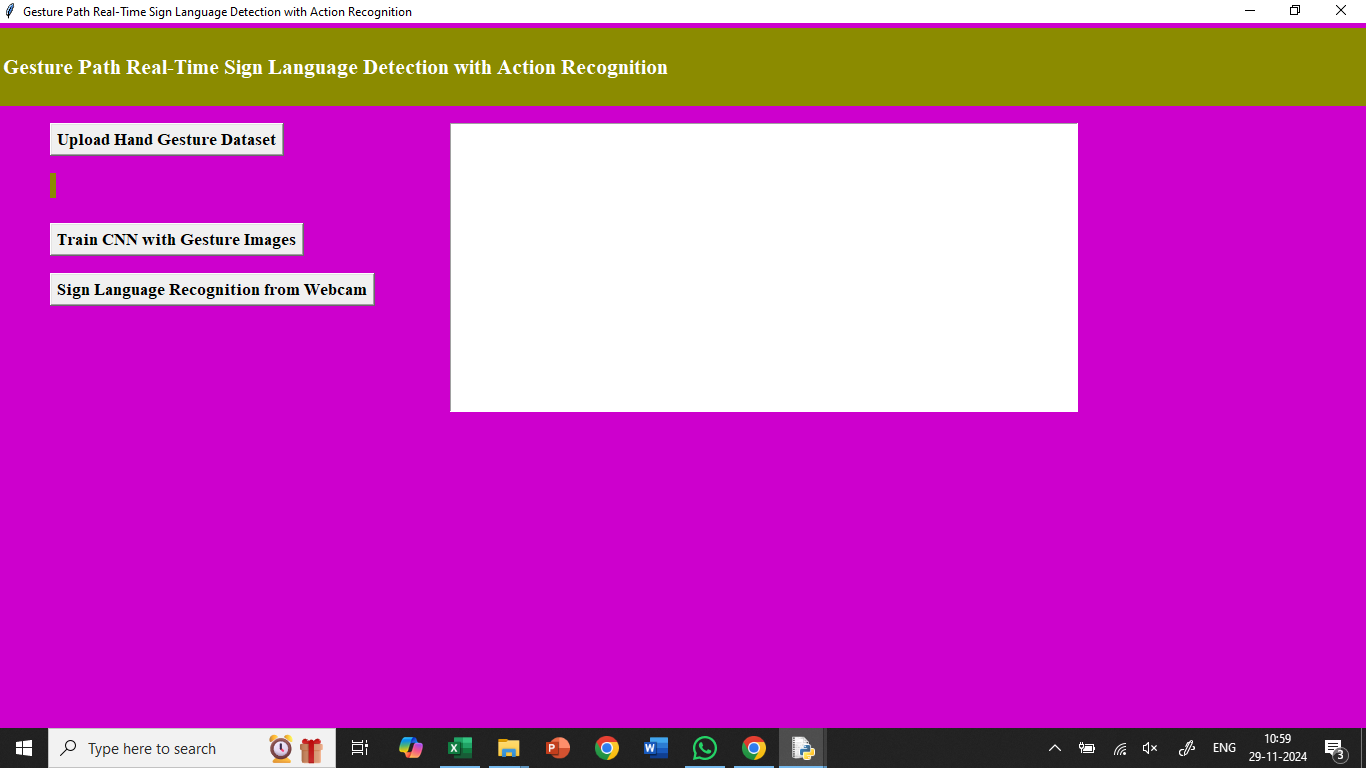 Gesture Path Real-Time Sign Language Detection with Action Recognition
Gesture Path Real-Time Sign Language Detection with Action Recognition
Upload Hand Gesture Dataset
Train CNN with Gesture Images
Sign Language Recognition from Webcam
Type here to search
ENG
10:59
29-11-2024
3